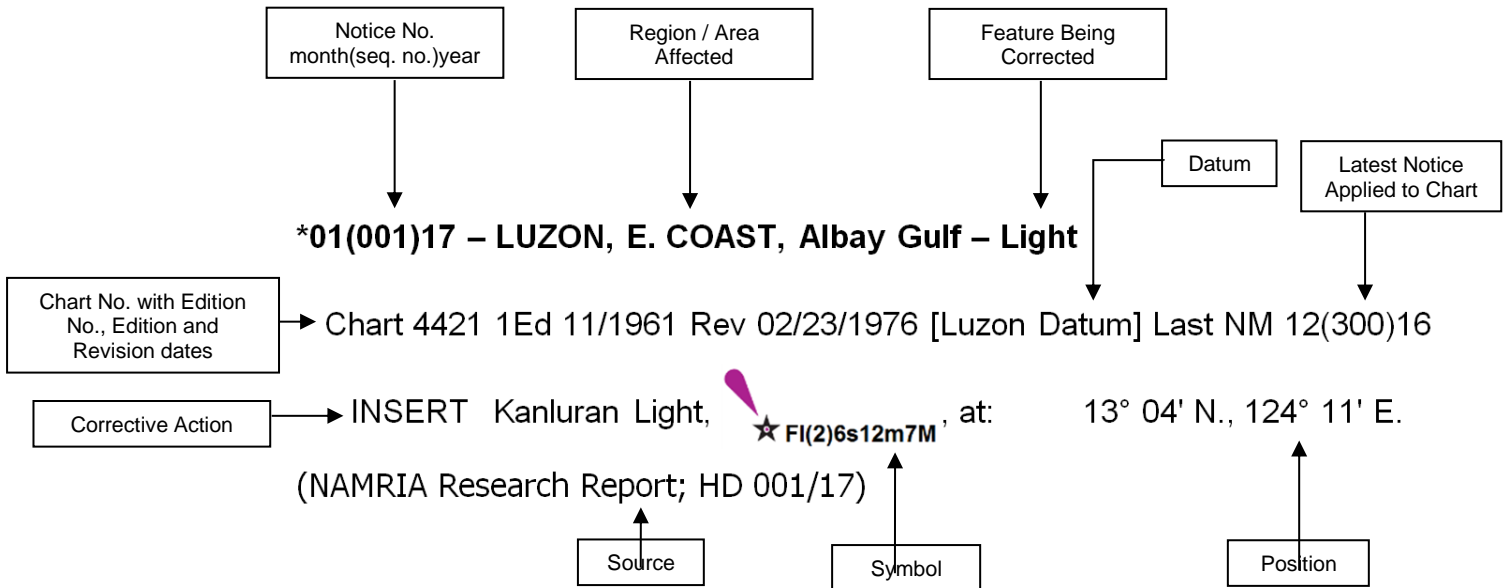 Notice No.
month(seq. no.)year
Region / Area
Affected
Feature Being
Corrected
Datum
Latest Notice
Applied to Chart
*01(001)17 – LUZON, E. COAST, Albay Gulf – Light
Chart No. with Edition
No., Edition and
Revision dates
Chart 4421 1Ed 11/1961 Rev 02/23/1976 [Luzon Datum] Last NM 12(300)16
Corrective Action
INSERT Kanluran Light, Fl(2)6s12m7M , at: 13° 04' N., 124° 11' E.
(NAMRIA Research Report; HD 001/17)
Source
Symbol
Position